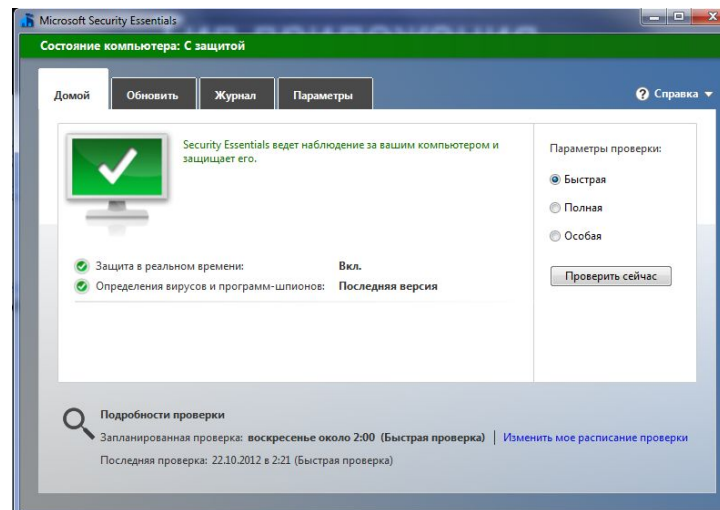 Microsoft Security Essentials
Состояние компьютера: С защитой
Домой Обновить Журнал Параметры Справка
Security Essentials ведет наблюдение за вашим компьютером и
защищает его.
Параметры проверки:
Быстрая
Полная
Особая
Проверить сейчас
Защита в реальном времени: Вкл.
Определения вирусов и программ-шпионов: Последняя версия
Подробности проверки
Запланированная проверка: воскресенье около 2:00 (Быстрая проверка) | Изменить мое расписание проверки
Последняя проверка: 22.10.2012 в 2:21 (Быстрая проверка)